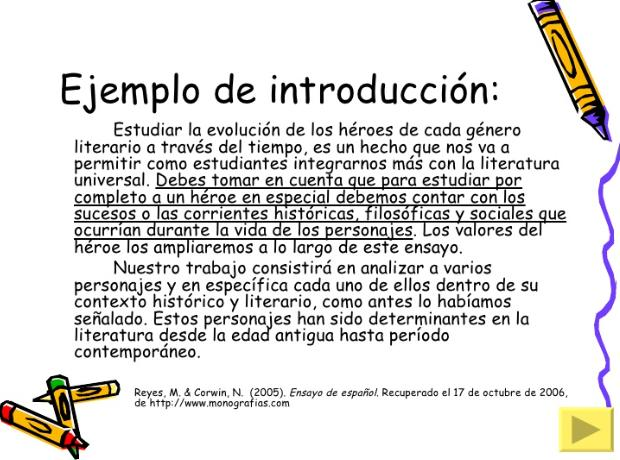 Ejemplo de introducción:
Estudiar la evolución de los héroes de cada género
literario a través del tiempo, es un hecho que nos va a
permitir como estudiantes integrarnos más con la literatura
universal. Debes tomar en cuenta que para estudiar por
completo a un héroe en especial debemos contar con los
sucesos o las corrientes históricas, filosóficas y sociales que
ocurrían durante la vida de los personajes. Los valores del
héroe los ampliaremos a lo largo de este ensayo.
Nuestro trabajo consistirá en analizar a varios
personajes y en específica cada uno de ellos dentro de su
contexto histórico y literario, como antes lo habíamos
señalado. Estos personajes han sido determinantes en la
literatura desde la edad antigua hasta período
contemporáneo.
Reyes, M. & Corwin, N. (2005). Ensayo de español. Recuperado el 17 de octubre de 2006,
de http://www.monografias.com